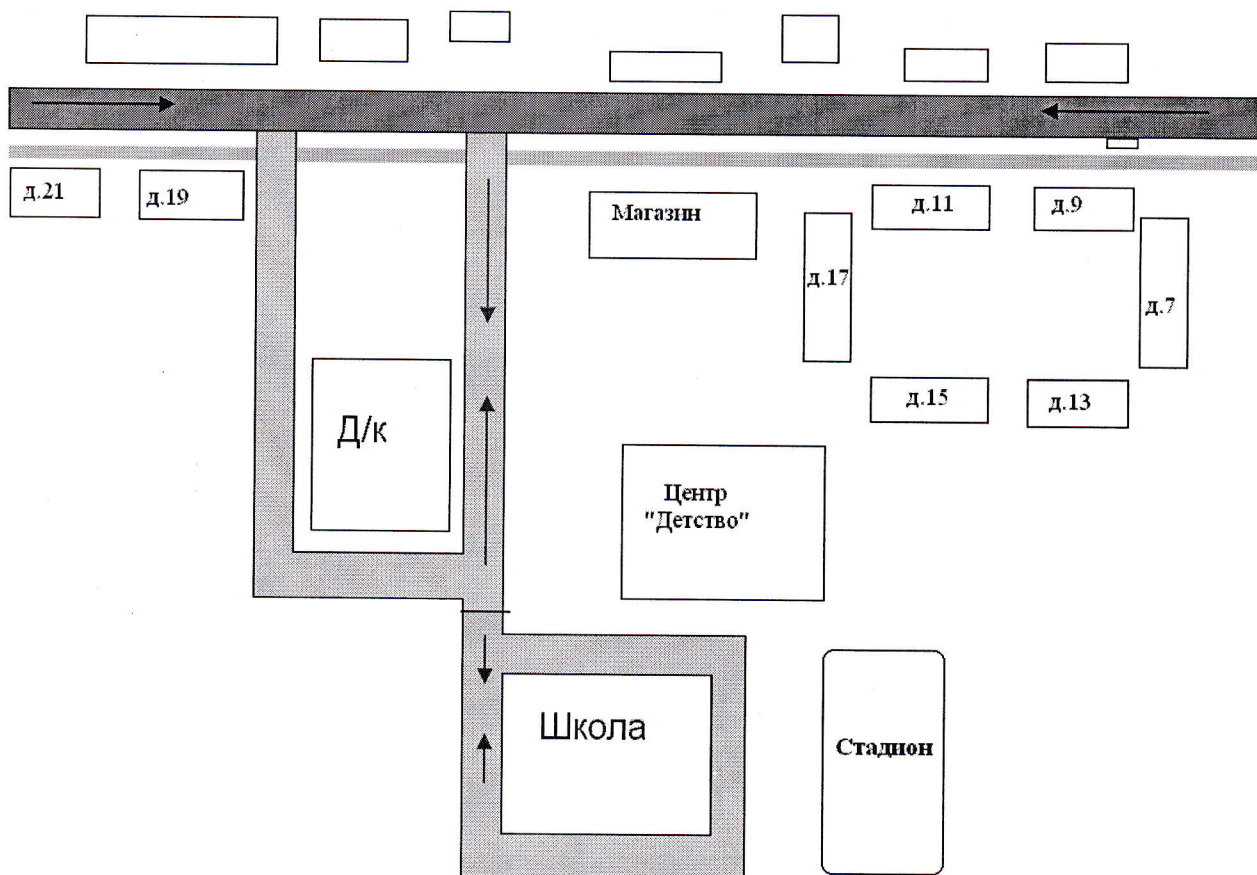 д.21
д.19
Магазин
д.11
д.9
д.17
д.7
Д/к
д.15
д.13
Центр
"Детство"
Школа
Стадион